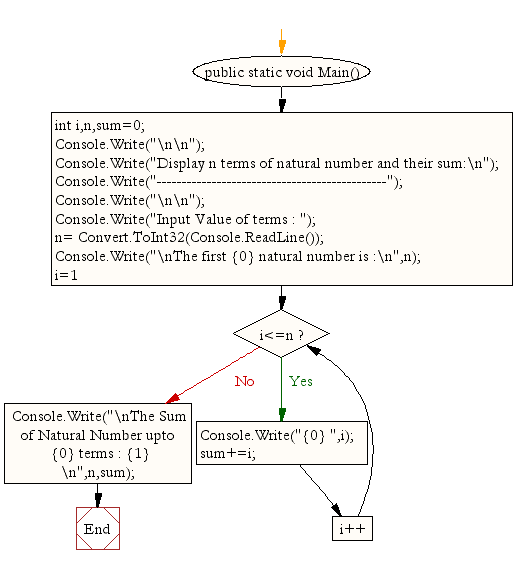 public static void Main()
int i,n,sum=0;
Console.Write("\n\n");
Console.Write("Display n terms of natural number and their sum:\n");
Console.Write("----------------------------------------------");
Console.Write("\n\n");
Console.Write("Input Value of terms : ");
n= Convert.ToInt32(Console.ReadLine());
Console.Write("\nThe first {0} natural number is :\n",n);
i=1
i<=n ?
No
Yes
Console.Write("\nThe Sum
of Natural Number upto
{0} terms : {1}
\n",n,sum);
Console.Write("{0} ",i);
sum+=i;
End
i++